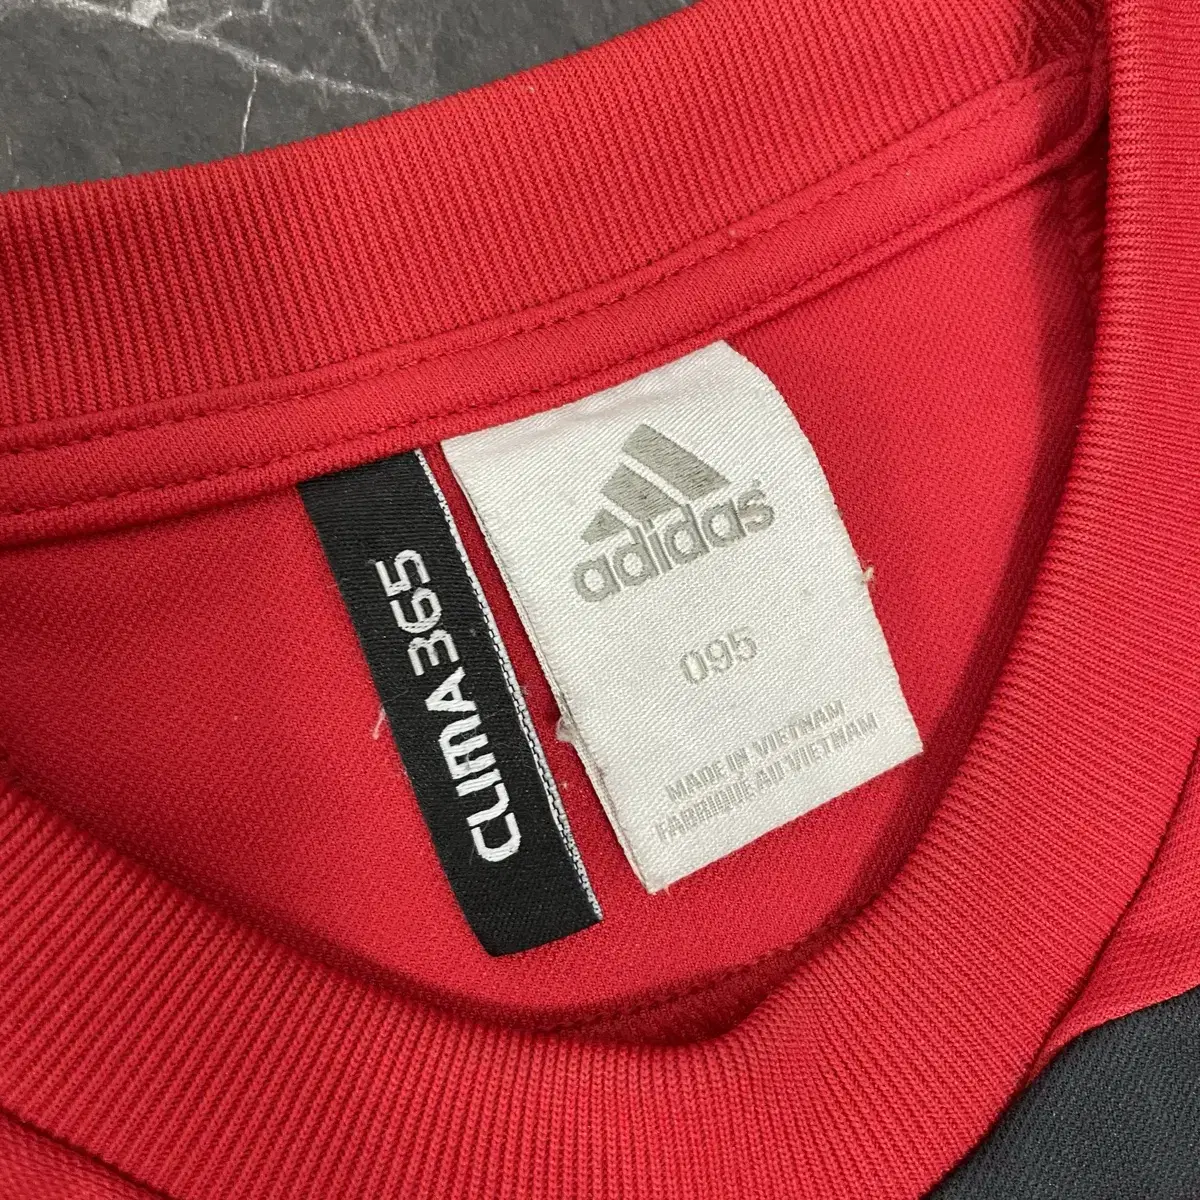 CLIMA365
adidas
095
MADE IN VIETNAM
FABRIQUÉ AU VIETNAM